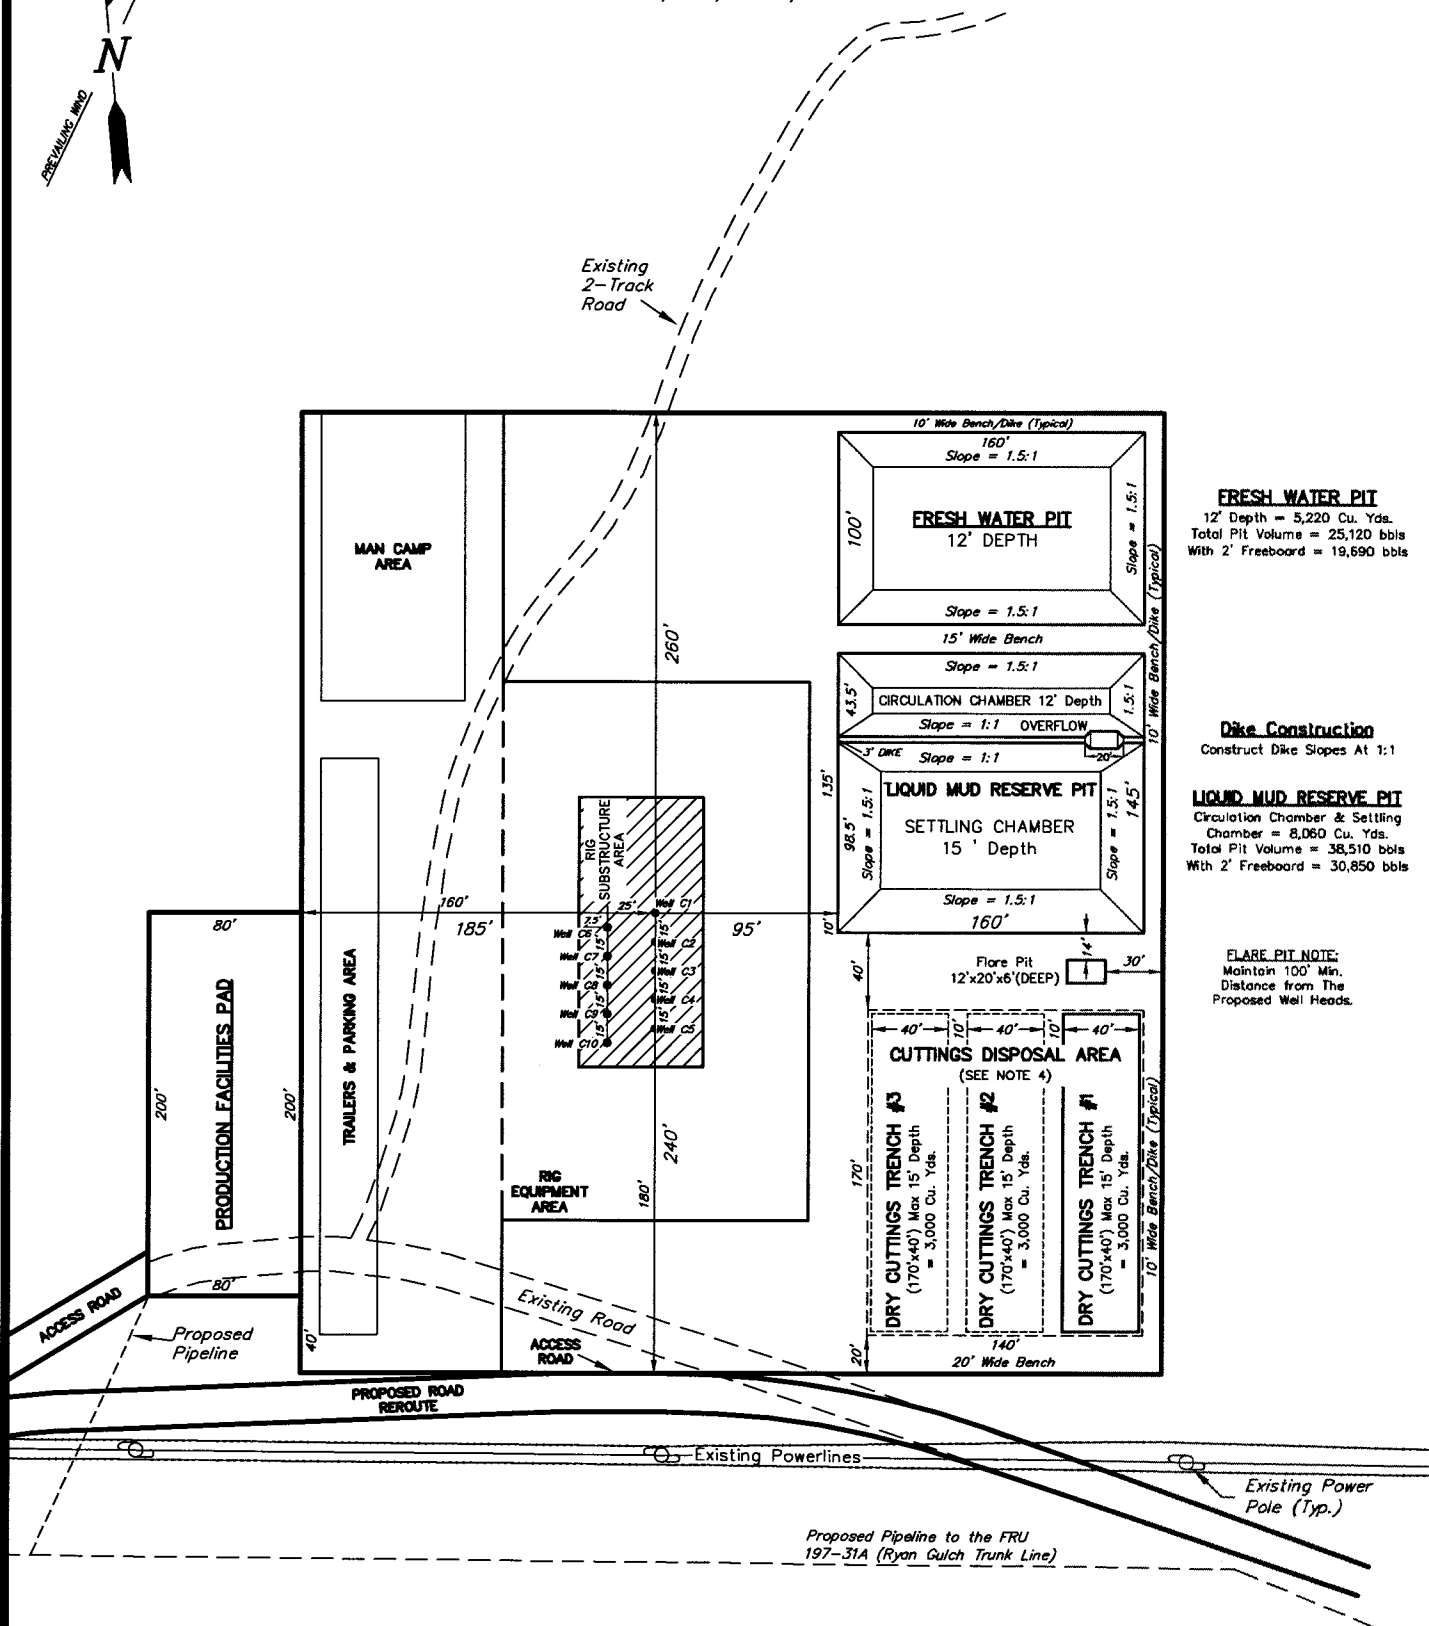 N
PREVAILING WIND
Existing
2-Track
Road
10' Wide Bench/Dike (Typical)
160'
Slope = 1.5:1
100'
FRESH WATER PIT
12' DEPTH
Slope = 1.5:1
Slope = 1.5:1
10' Wide Bench/Dike (Typical)
FRESH WATER PIT
12' Depth = 5,220 Cu. Yds.
Total Pit Volume = 25,120 bbls
With 2' Freeboard = 19,690 bbls
MAN CAMP
AREA
260'
15' Wide Bench
Slope = 1.5:1
43.5'
CIRCULATION CHAMBER 12' Depth
1.5:1
Slope = 1:1
OVERFLOW
3' DIKE
Slope = 1:1
20'
Dike Construction
Construct Dike Slopes At 1:1
135'
98.5'
Slope = 1.5:1
LIQUID MUD RESERVE PIT
SETTLING CHAMBER
15 ' Depth
Slope = 1.5:1
145'
Slope = 1.5:1
160'
10'
LIQUID MUD RESERVE PIT
Circulation Chamber & Settling
Chamber = 8,060 Cu. Yds.
Total Pit Volume = 38,510 bbls
With 2' Freeboard = 30,850 bbls
RIG
SUBSTRUCTURE
AREA
160'
185'
25'
95'
7.5'
Well C1
15'
Well C2
15'
Well C3
15'
Well C4
15'
Well C5
Well C6
15'
Well C7
15'
Well C8
15'
Well C9
15'
Well C10
40'
Flare Pit
12'x20'x6'(DEEP)
14'
30'
FLARE PIT NOTE:
Maintain 100' Min.
Distance from The
Proposed Well Heads.
80'
200'
PRODUCTION FACILITIES PAD
200'
80'
TRAILERS & PARKING AREA
40'
240'
180'
RIG
EQUIPMENT
AREA
40'
10'
40'
10'
40'
CUTTINGS DISPOSAL AREA
(SEE NOTE 4)
170'
DRY CUTTINGS TRENCH #3
(170'x40') Max 15' Depth
= 3,000 Cu. Yds.
DRY CUTTINGS TRENCH #2
(170'x40') Max 15' Depth
= 3,000 Cu. Yds.
DRY CUTTINGS TRENCH #1
(170'x40') Max 15' Depth
= 3,000 Cu. Yds.
10' Wide Bench/Dike (Typical)
140'
20'
20' Wide Bench
ACCESS ROAD
Proposed
Pipeline
Existing Road
ACCESS
ROAD
PROPOSED ROAD
REROUTE
Existing Powerlines
Existing Power
Pole (Typ.)
Proposed Pipeline to the FRU
197-31A (Ryan Gulch Trunk Line)